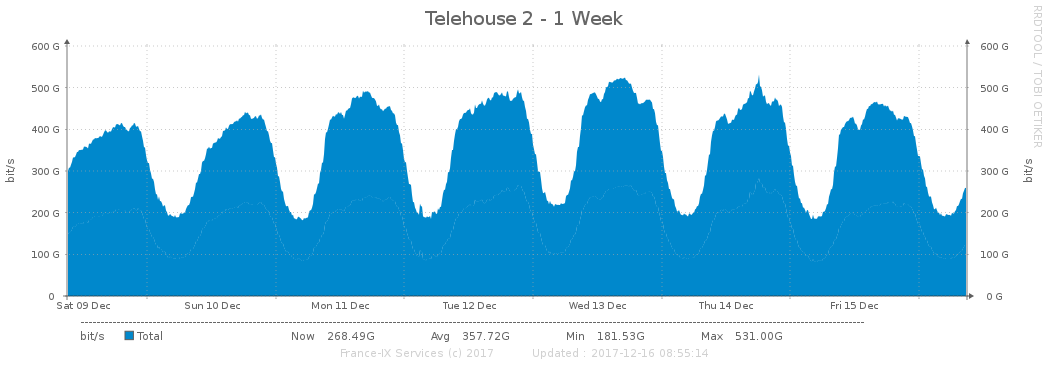 Telehouse 2 - 1 Week
RRDTOOL / TOBI OETIKER
bit/s
bit/s
600 G 600 G
500 G 500 G
400 G 400 G
300 G 300 G
200 G 200 G
100 G 100 G
0 0 G
Sat 09 Dec Sun 10 Dec Mon 11 Dec Tue 12 Dec Wed 13 Dec Thu 14 Dec Fri 15 Dec
bit/s Total Now 268.49G Avg 357.72G Min 181.53G Max 531.00G
France-IX Services (c) 2017 Updated : 2017-12-16 08:55:14